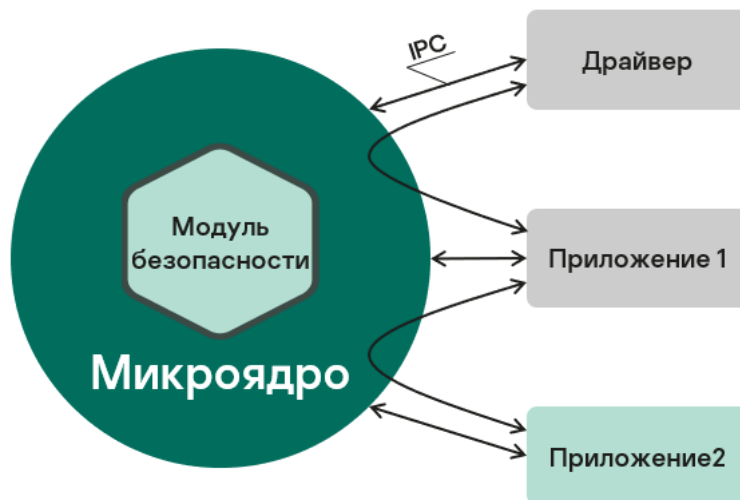 IPC
Драйвер
Модуль
безопасности
Приложение 1
Микроядро
Приложение2